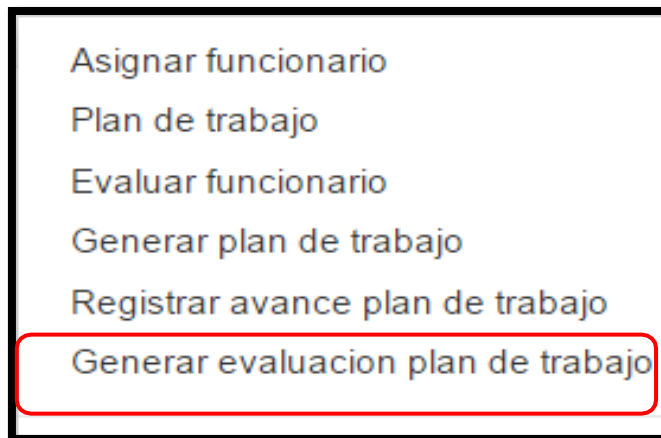 Asignar funcionario
Plan de trabajo
Evaluar funcionario
Generar plan de trabajo
Registrar avance plan de trabajo
Generar evaluacion plan de trabajo